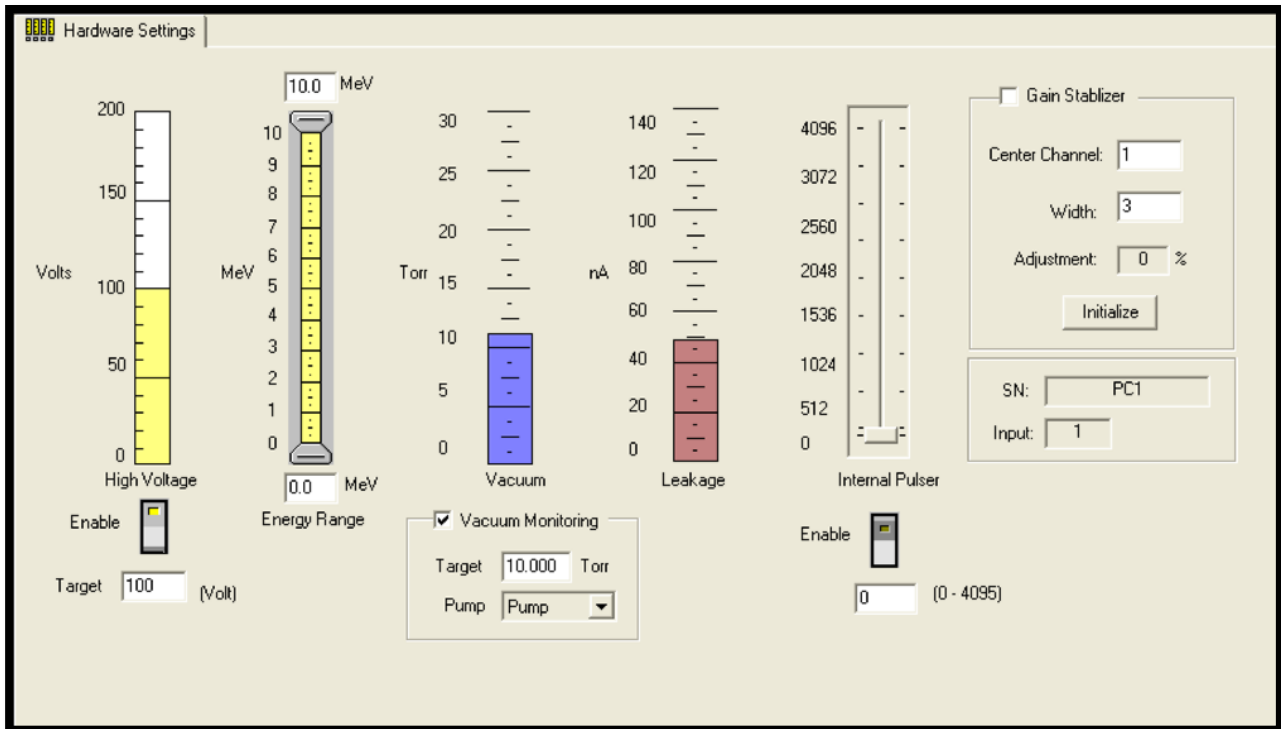 Hardware Settings
10.0 MeV
200
150
Volts
100
50
0
High Voltage
Enable
Target 100 (Volt)
10
9
8
7
6
MeV
5
4
3
2
1
0
0.0 MeV
Energy Range
30
25
20
Torr
15
10
5
0
Vacuum
Vacuum Monitoring
Target 10.000 Torr
Pump Pump
140
120
100
nA
80
60
40
20
0
Leakage
4096
3072
2560
2048
1536
1024
512
0
Internal Pulser
Enable
0 (0 - 4095)
Gain Stablizer
Center Channel: 1
Width: 3
Adjustment: 0 %
Initialize
SN: PC1
Input: 1